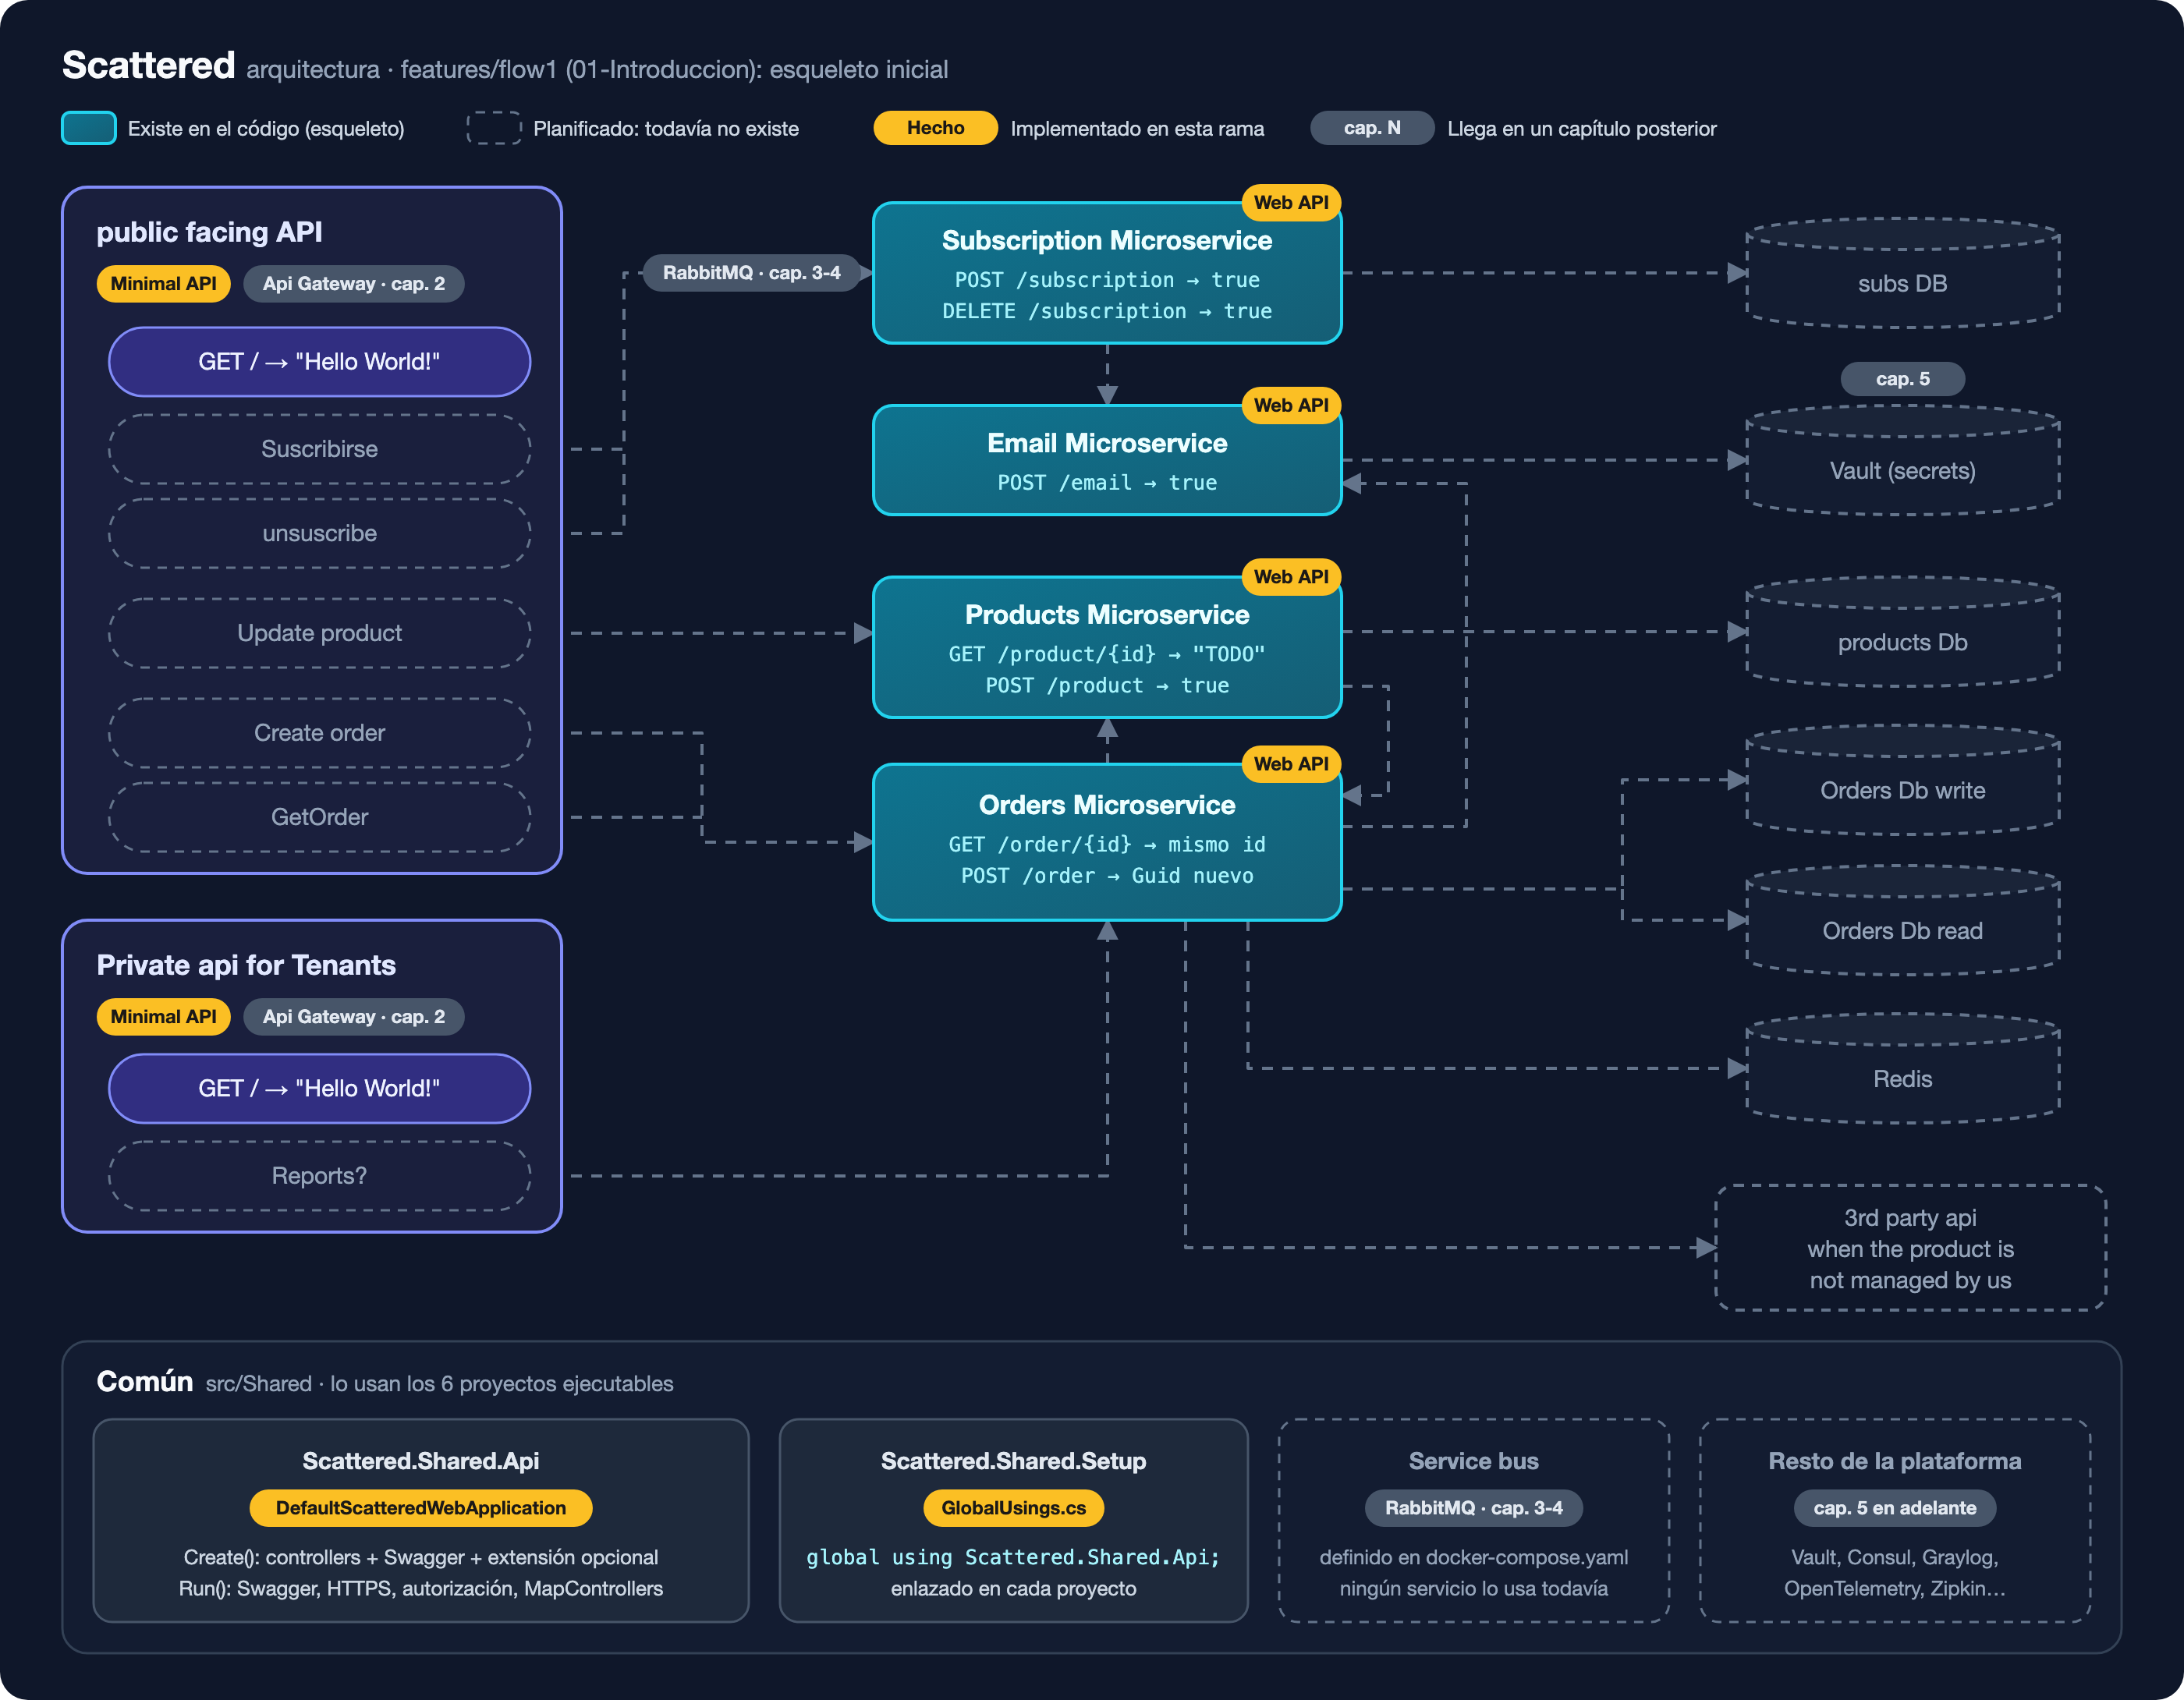 Scattered arquitectura · features/flow1 (01-Introduccion): esqueleto inicial
Existe en el código (esqueleto)
Planificado: todavía no existe
Hecho
Implementado en esta rama
cap. N
Llega en un capítulo posterior
public facing API
Minimal API
Api Gateway · cap. 2
GET / → "Hello World!"
Suscribirse
unsuscribe
Update product
Create order
GetOrder
Private api for Tenants
Minimal API
Api Gateway · cap. 2
GET / → "Hello World!"
Reports?
RabbitMQ · cap. 3-4
Web API
Subscription Microservice
POST /subscription → true
DELETE /subscription → true
Web API
Email Microservice
POST /email → true
Web API
Products Microservice
GET /product/{id} → "TODO"
POST /product → true
Web API
Orders Microservice
GET /order/{id} → mismo id
POST /order → Guid nuevo
subs DB
cap. 5
Vault (secrets)
products Db
Orders Db write
Orders Db read
Redis
3rd party api
when the product is
not managed by us
Común src/Shared · lo usan los 6 proyectos ejecutables
Scattered.Shared.Api
DefaultScatteredWebApplication
Create(): controllers + Swagger + extensión opcional
Run(): Swagger, HTTPS, autorización, MapControllers
Scattered.Shared.Setup
GlobalUsings.cs
global using Scattered.Shared.Api;
enlazado en cada proyecto
Service bus
RabbitMQ · cap. 3-4
definido en docker-compose.yaml
ningún servicio lo usa todavía
Resto de la plataforma
cap. 5 en adelante
Vault, Consul, Graylog,
OpenTelemetry, Zipkin…